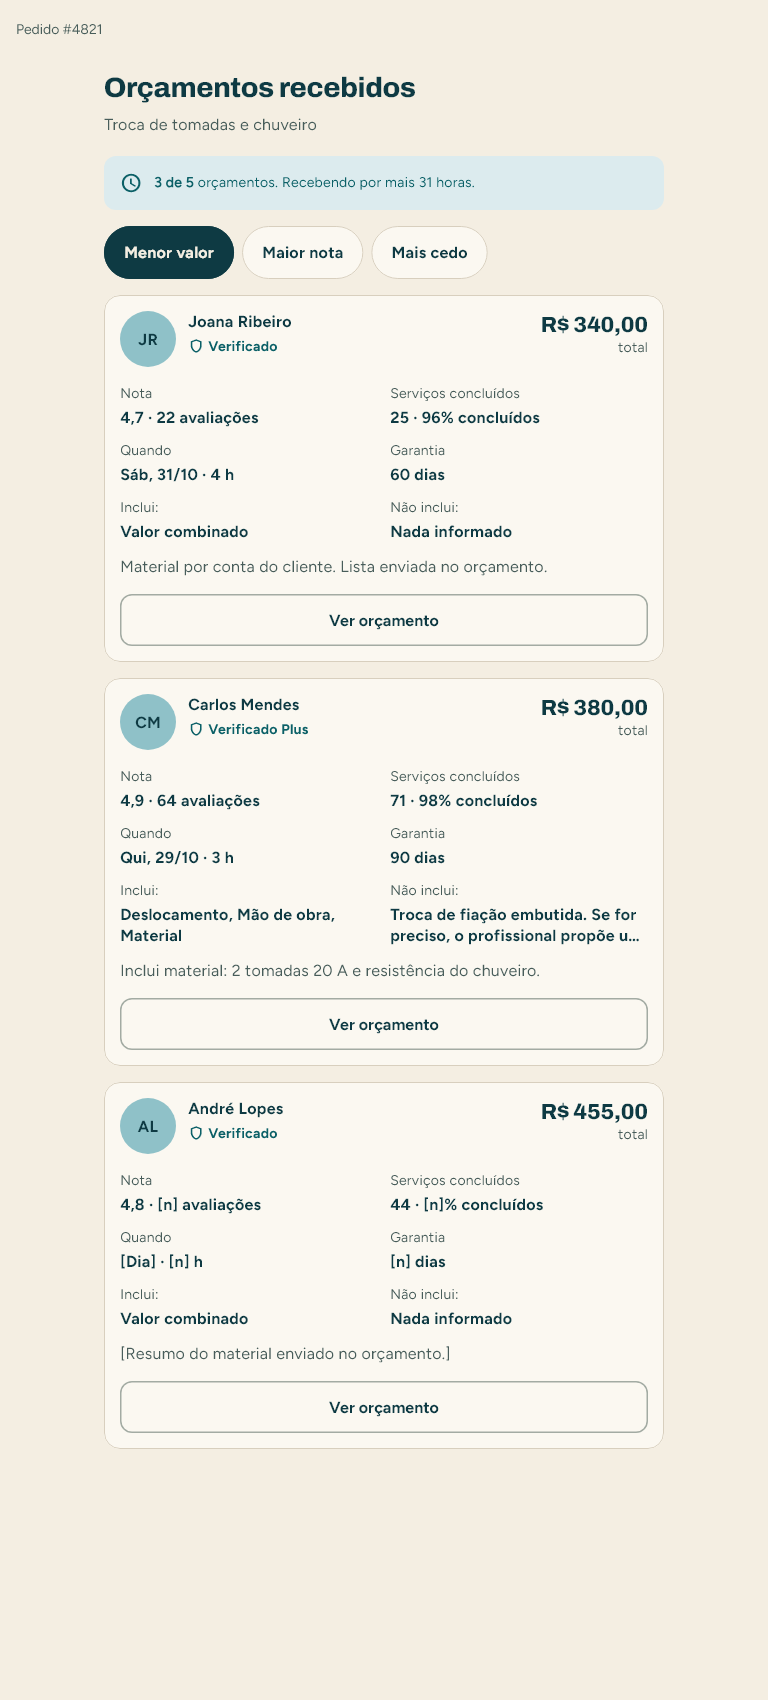 Pedido #4821
Orçamentos recebidos
Troca de tomadas e chuveiro
3 de 5 orçamentos. Recebendo por mais 31 horas.
Menor valor
Maior nota
Mais cedo
JR
Joana Ribeiro
Verificado
R$ 340,00
total
Nota
4,7 · 22 avaliações
Serviços concluídos
25 · 96% concluídos
Quando
Sáb, 31/10 · 4 h
Garantia
60 dias
Inclui:
Valor combinado
Não inclui:
Nada informado
Material por conta do cliente. Lista enviada no orçamento.
Ver orçamento
CM
Carlos Mendes
Verificado Plus
R$ 380,00
total
Nota
4,9 · 64 avaliações
Serviços concluídos
71 · 98% concluídos
Quando
Qui, 29/10 · 3 h
Garantia
90 dias
Inclui:
Deslocamento, Mão de obra,
Material
Não inclui:
Troca de fiação embutida. Se for
preciso, o profissional propõe u...
Inclui material: 2 tomadas 20 A e resistência do chuveiro.
Ver orçamento
AL
André Lopes
Verificado
R$ 455,00
total
Nota
4,8 · [n] avaliações
Serviços concluídos
44 · [n]% concluídos
Quando
[Dia] · [n] h
Garantia
[n] dias
Inclui:
Valor combinado
Não inclui:
Nada informado
[Resumo do material enviado no orçamento.]
Ver orçamento